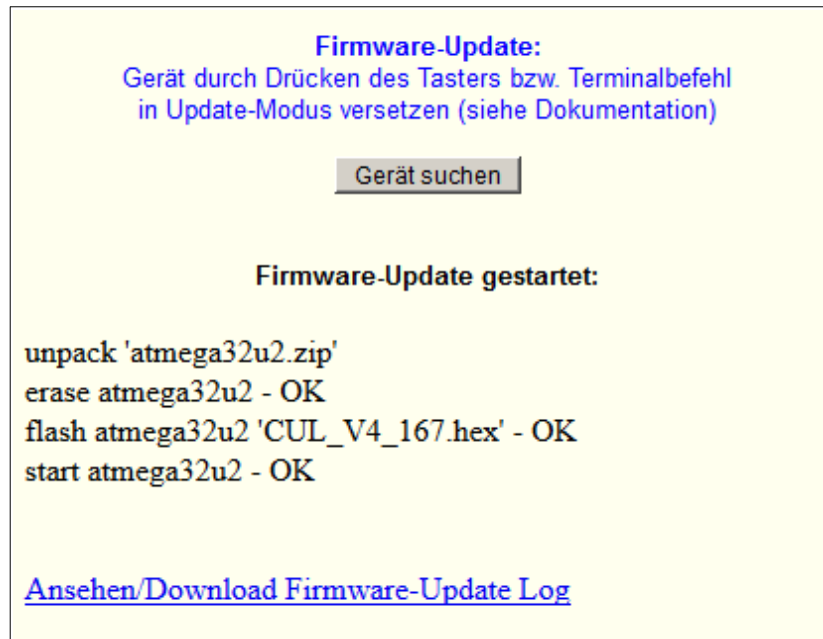 Firmware-Update:
Gerät durch Drücken des Tasters bzw. Terminalbefehl
in Update-Modus versetzen (siehe Dokumentation)
Gerät suchen
Firmware-Update gestartet:
unpack 'atmega32u2.zip'
erase atmega32u2 - OK
flash atmega32u2 'CUL_V4_167.hex' - OK
start atmega32u2 - OK
Ansehen/Download Firmware-Update Log